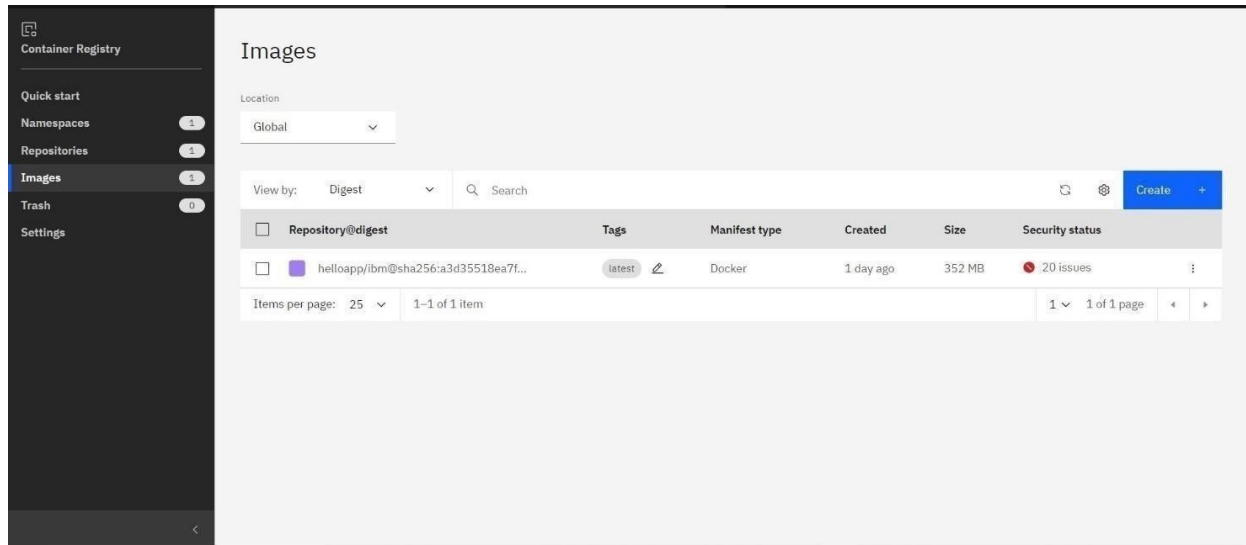 Container Registry
Quick start
Namespaces 1
Repositories 1
Images 1
Trash 0
Settings
Images
Location
Global
View by: Digest Search Create +
Repository@digest Tags Manifest type Created Size Security status
helloapp/ibm@sha256:a3d35518ea7f... latest Docker 1 day ago 352 MB 20 issues
Items per page: 25 1–1 of 1 item 1 1 of 1 page